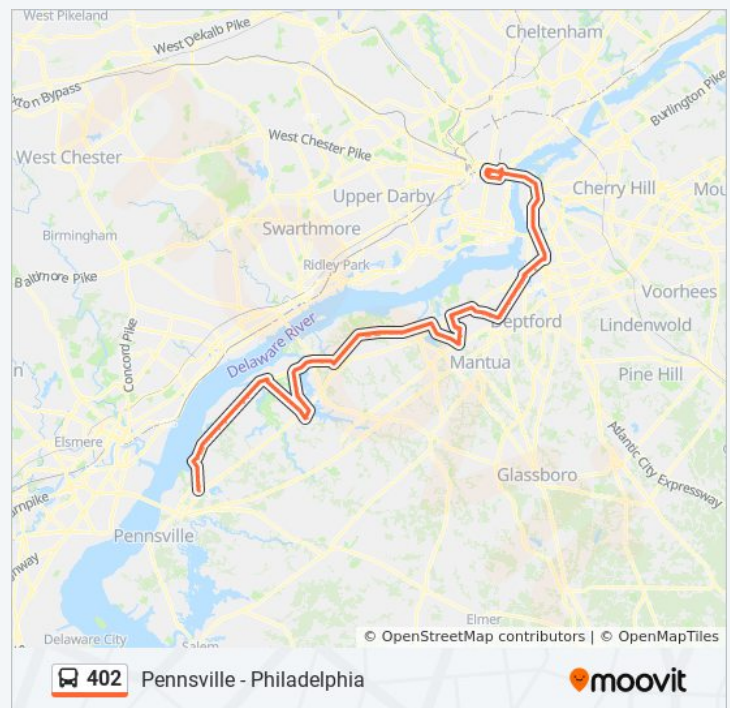 West Pikeland
Cheltenham
West Dekalb Pike
xton Bypass
Burlington Pike
West Chester
West Chester Pike
Cherry Hill
Mou
Upper Darby
Swarthmore
Birmingham
Ridley Park
Baltimore Pike
Voorhees
Delaware River
Deptford
Lindenwold
Concord Pike
Mantua
Pine Hill
n
Elsmere
Atlantic City Expressway
Glassboro
Pennsville
Elmer
Delaware City
Salem
© OpenStreetMap contributors | © OpenMapTiles
402 Pennsville - Philadelphia
moovit